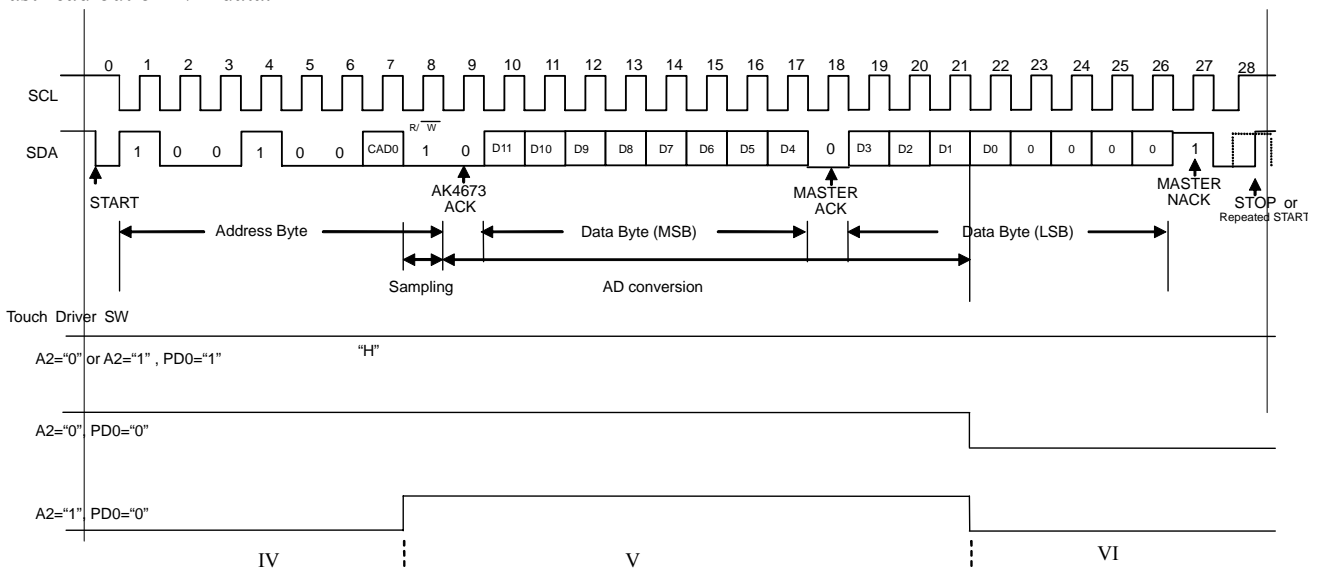 0 1 2 3 4 5 6 7 8 9 10 11 12 13 14 15 16 17 18 19 20 21 22 23 24 25 26 27 28
SCL
R/ W
SDA 1 0 0 1 0 0 CAD0 1 0 D11 D10 D9 D8 D7 D6 D5 D4 0 D3 D2 D1 D0 0 0 0 0 1
START
AK4673
ACK
MASTER
ACK
MASTER
NACK
STOP or
Repeated START
Address Byte
Data Byte (MSB)
Data Byte (LSB)
Sampling
AD conversion
Touch Driver SW
A2=“0” or A2=“1” , PD0=“1”
“H”
A2=“0”, PD0=“0”
A2=“1”, PD0=“0”
IV V VI